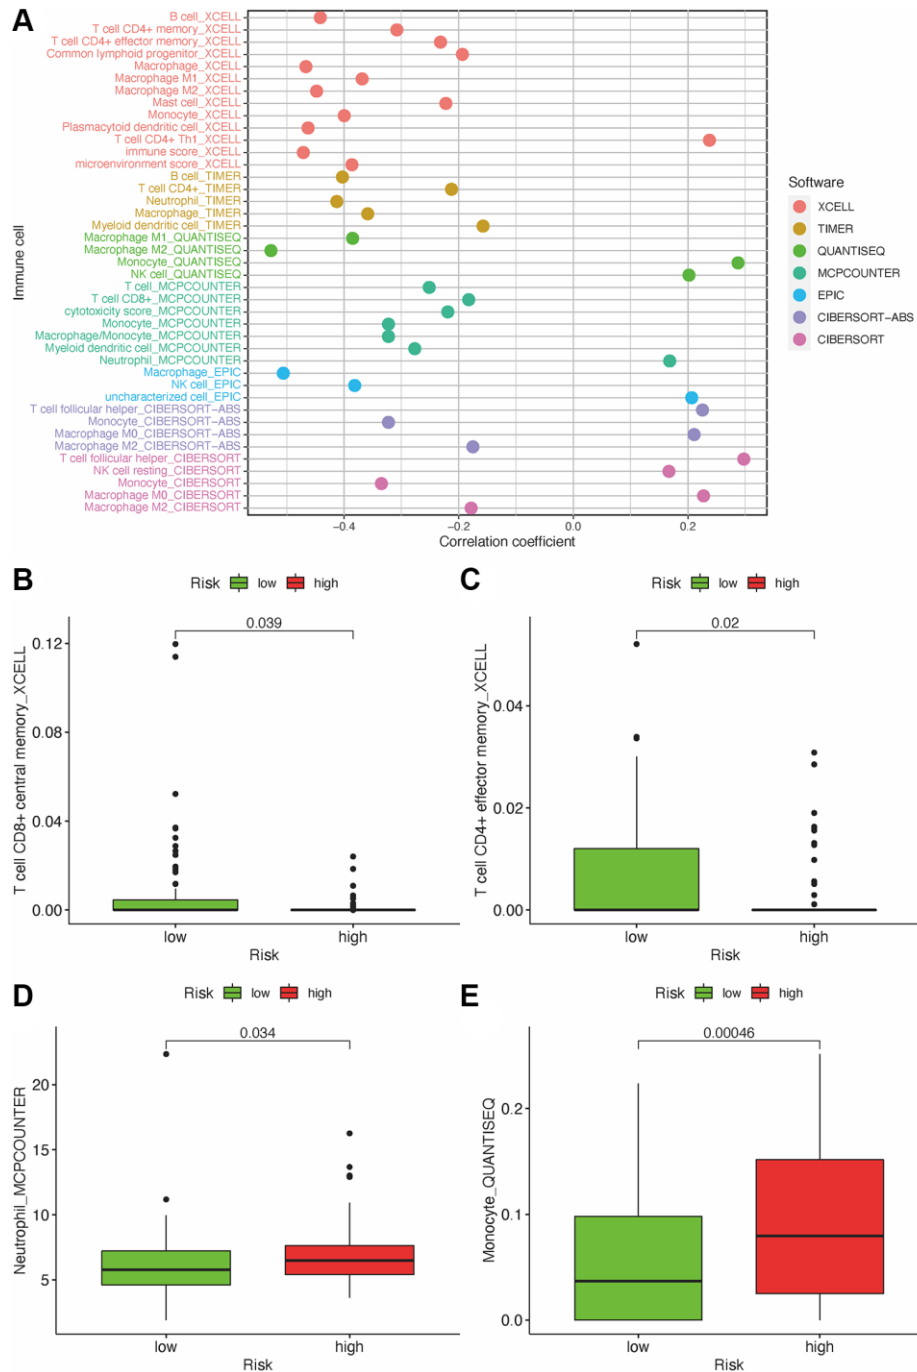 A
B cell_XCELL
T cell CD4+ memory_XCELL
T cell CD4+ effector memory_XCELL
Common lymphoid progenitor_XCELL
Macrophage_XCELL
Macrophage M1_XCELL
Macrophage M2_XCELL
Mast cell_XCELL
Monocyte_XCELL
Plasmacytoid dendritic cell_XCELL
T cell CD4+ Th1_XCELL
immune score_XCELL
microenvironment score_XCELL
B cell_TIMER
T cell CD4+_TIMER
Neutrophil_TIMER
Macrophage_TIMER
Myeloid dendritic cell_TIMER
Macrophage M1_QUANTISEQ
Macrophage M2_QUANTISEQ
Monocyte_QUANTISEQ
NK cell_QUANTISEQ
T cell_MCPCOUNTER
T cell CD8+_MCPCOUNTER
cytotoxicity score_MCPCOUNTER
Monocyte_MCPCOUNTER
Macrophage/Monocyte_MCPCOUNTER
Myeloid dendritic cell_MCPCOUNTER
Neutrophil_MCPCOUNTER
Macrophage_EPIC
NK cell_EPIC
uncharacterized cell_EPIC
T cell follicular helper_CIBERSORT-ABS
Monocyte_CIBERSORT-ABS
Macrophage M0_CIBERSORT-ABS
Macrophage M2_CIBERSORT-ABS
T cell follicular helper_CIBERSORT
NK cell resting_CIBERSORT
Monocyte_CIBERSORT
Macrophage M0_CIBERSORT
Macrophage M2_CIBERSORT
Immune cell
−0.4 −0.2 0.0 0.2
Correlation coefficient
Software
XCELL
TIMER
QUANTISEQ
MCPCOUNTER
EPIC
CIBERSORT-ABS
CIBERSORT
B
Risk low high
0.039
0.12
0.08
0.04
0.00
T cell CD8+ central memory_XCELL
low high
Risk
C
Risk low high
0.02
0.04
0.02
0.00
T cell CD4+ effector memory_XCELL
low high
Risk
D
Risk low high
0.034
20
15
10
5
Neutrophil_MCPCOUNTER
low high
Risk
E
Risk low high
0.00046
0.2
0.1
0.0
Monocyte_QUANTISEQ
low high
Risk